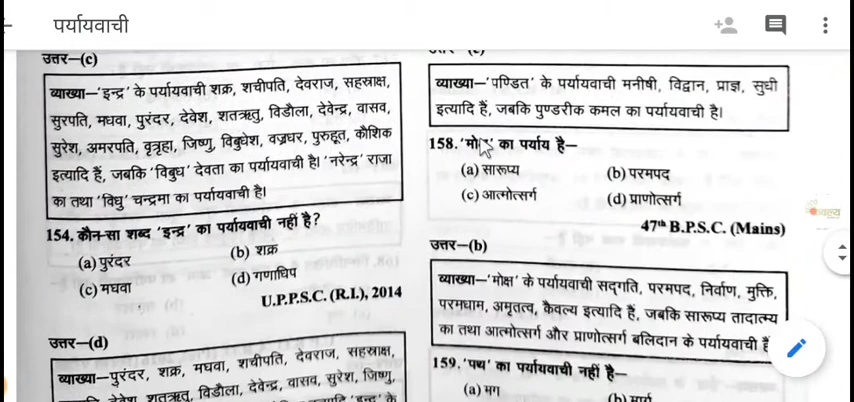 पर्यायवाची
उत्तर–(c)
व्याख्या–'इन्द्र' के पर्यायवाची शक्र, शचीपति, देवराज, सहस्राक्ष,
सुरपति, मघवा, पुरंदर, देवेश, शतऋतु, विडौला, देवेन्द्र, वासव,
सुरेश, अमरपति, वृत्रहा, जिष्णु, विबुधेश, वज्रधर, पुरुहूत, कौशिक
इत्यादि हैं, जबकि 'विबुध' देवता का पर्यायवाची है। 'नरेन्द्र' राजा
का तथा 'विधु' चन्द्रमा का पर्यायवाची है।
154. कौन-सा शब्द 'इन्द्र' का पर्यायवाची नहीं है?
(a) पुरंदर (b) शक्र
(c) मघवा (d) गणाधिप
U.P.P.S.C. (R.I.), 2014
उत्तर–(d)
व्याख्या–पुरंदर, शक्र, मघवा, शचीपति, देवराज, सहस्राक्ष,
देवेश, शतऋतु, विडौला, देवेन्द्र, वासव, सुरेश, जिष्णु,
व्याख्या–'पण्डित' के पर्यायवाची मनीषी, विद्वान, प्राज्ञ, सुधी
इत्यादि हैं, जबकि पुण्डरीक कमल का पर्यायवाची है।
158. 'मोक्ष' का पर्याय है–
(a) सारूप्य (b) परमपद
(c) आत्मोत्सर्ग (d) प्राणोत्सर्ग
47th B.P.S.C. (Mains)
उत्तर–(b)
व्याख्या–'मोक्ष' के पर्यायवाची सद्गति, परमपद, निर्वाण, मुक्ति,
परमधाम, अमृतत्व, कैवल्य इत्यादि हैं, जबकि सारूप्य तादात्म्य
का तथा आत्मोत्सर्ग और प्राणोत्सर्ग बलिदान के पर्यायवाची हैं
159. 'पथ' का पर्यायवाची नहीं है–
(a) मग (b) मार्ग